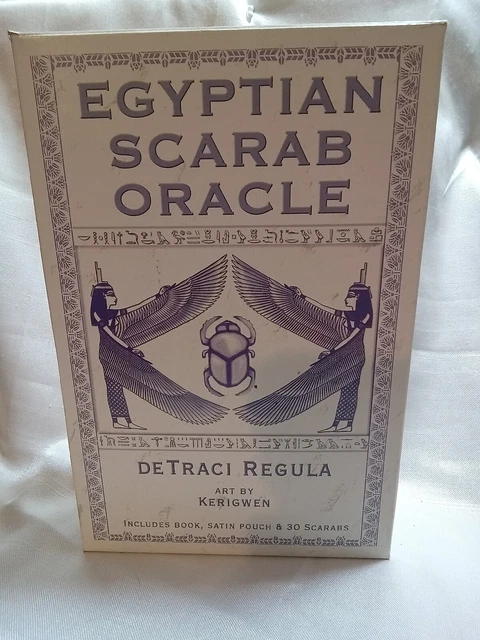 EGYPTIAN
SCARAB
ORACLE
DETRACI REGULA
ART BY
KERIGWEN
INCLUDES BOOK, SATIN POUCH & 30 SCARABS